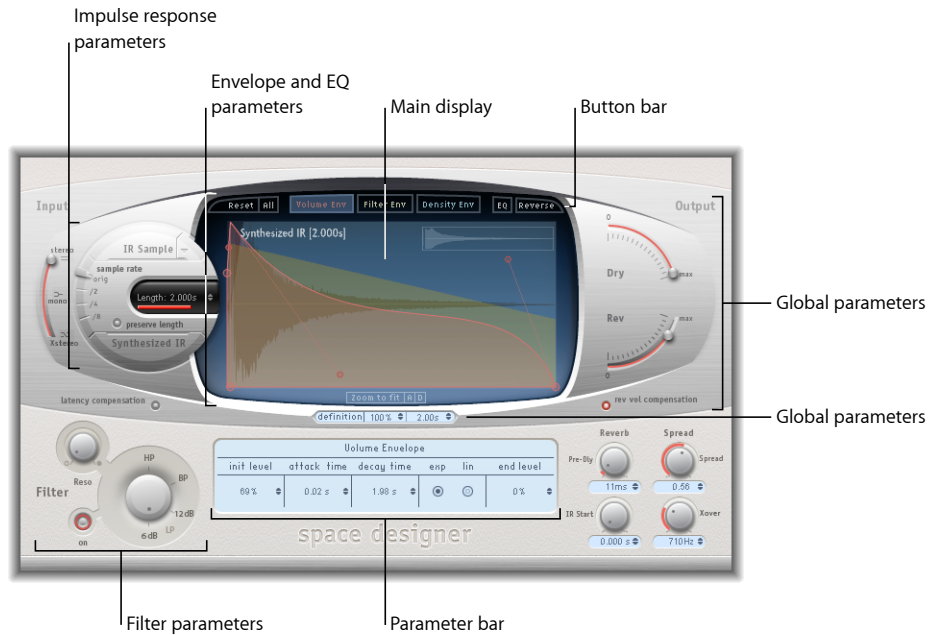 Impulse response
parameters
Envelope and EQ
parameters
Main display
Button bar
Input
Reset All Volume Env Filter Env Density Env EQ Reverse
Output
Synthesized IR [2.000s]
stereo
mono
Xstereo
IR Sample
sample rate
orig
/2
/4
/8
Length: 2.000s
preserve length
Synthesized IR
0
Dry
max
Rev
max
0
Global parameters
Zoom to fit A D
latency compensation
rev vol compensation
definition 100% 2.00s
Global parameters
Volume Envelope
init level attack time decay time exp lin end level
69% 0.02 s 1.98 s 0%
Reverb Spread
Pre-Dly
Spread
11ms 0.56
IR Start
Xover
0.000 s 710Hz
Filter
Reso
on
HP
BP
12dB
LP
6dB
space designer
Filter parameters
Parameter bar